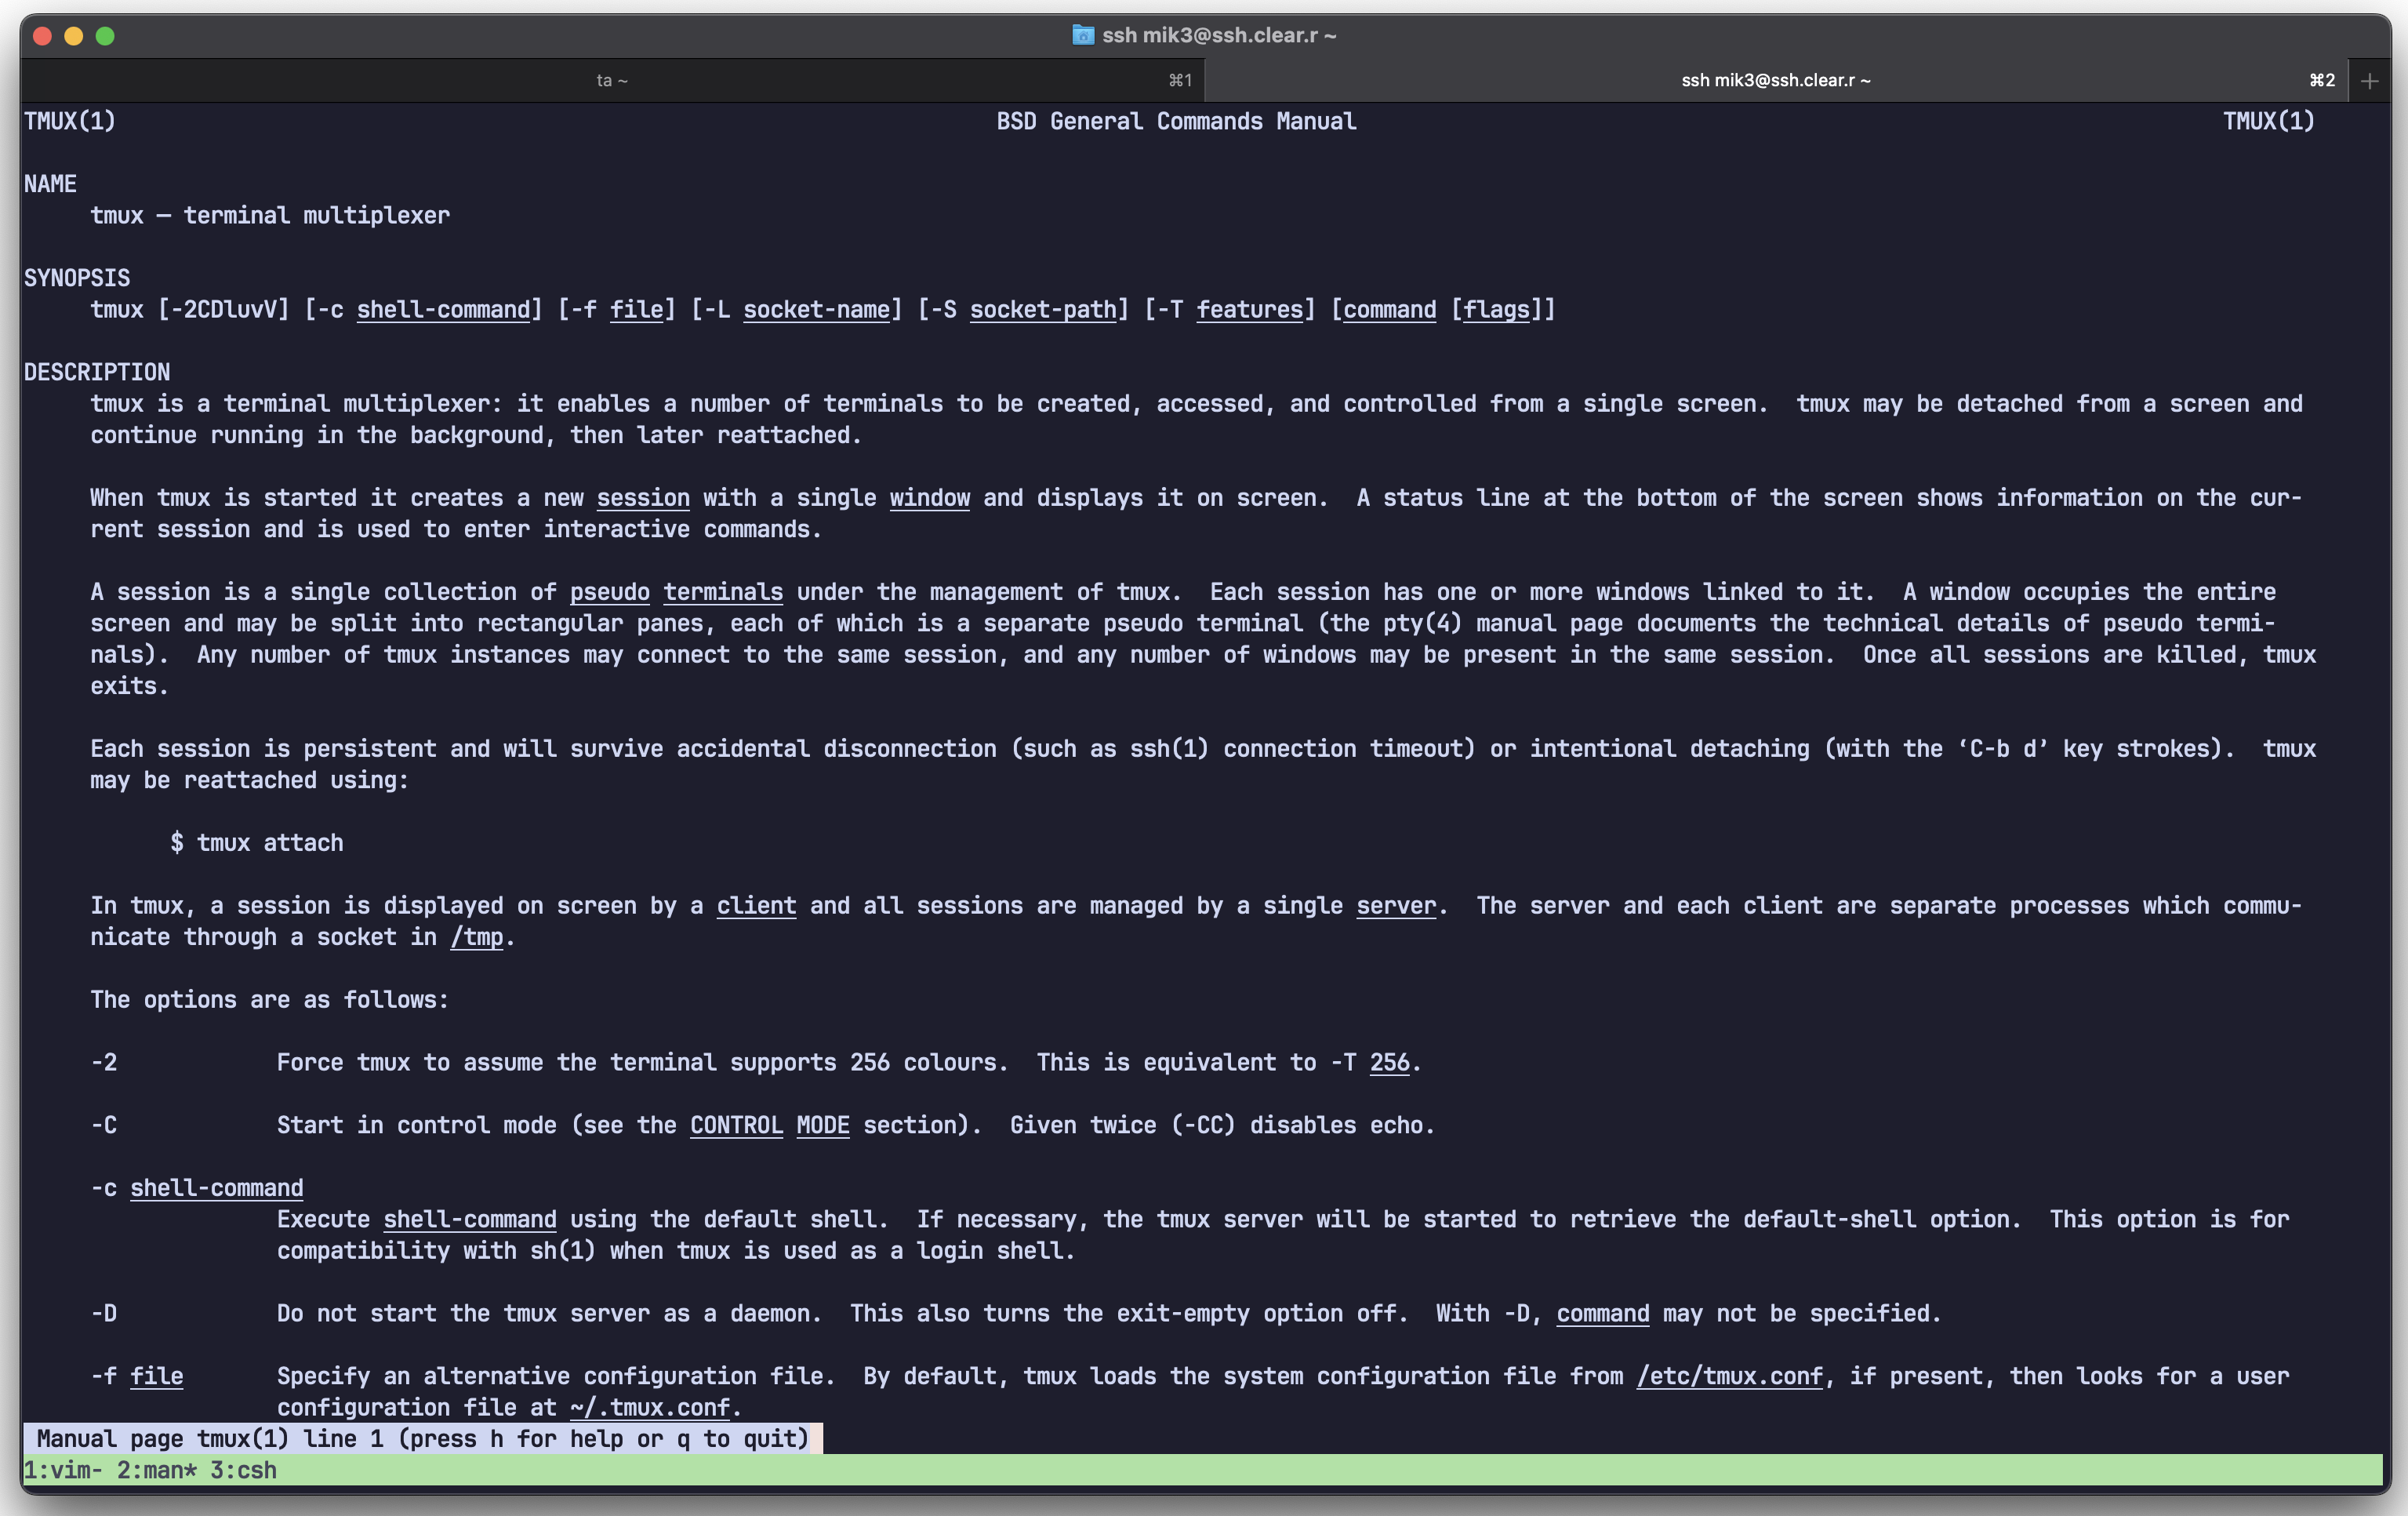 ssh mik3@ssh.clear.r ~
ta ~ ⌘1 ssh mik3@ssh.clear.r ~ ⌘2 +
TMUX(1) BSD General Commands Manual TMUX(1)
NAME
tmux — terminal multiplexer
SYNOPSIS
tmux [-2CDluvV] [-c shell-command] [-f file] [-L socket-name] [-S socket-path] [-T features] [command [flags]]
DESCRIPTION
tmux is a terminal multiplexer: it enables a number of terminals to be created, accessed, and controlled from a single screen.  tmux may be detached from a screen and
continue running in the background, then later reattached.
When tmux is started it creates a new session with a single window and displays it on screen.  A status line at the bottom of the screen shows information on the cur-
rent session and is used to enter interactive commands.
A session is a single collection of pseudo terminals under the management of tmux.  Each session has one or more windows linked to it.  A window occupies the entire
screen and may be split into rectangular panes, each of which is a separate pseudo terminal (the pty(4) manual page documents the technical details of pseudo termi-
nals).  Any number of tmux instances may connect to the same session, and any number of windows may be present in the same session.  Once all sessions are killed, tmux
exits.
Each session is persistent and will survive accidental disconnection (such as ssh(1) connection timeout) or intentional detaching (with the ‘C-b d’ key strokes).  tmux
may be reattached using:
$ tmux attach
In tmux, a session is displayed on screen by a client and all sessions are managed by a single server.  The server and each client are separate processes which commu-
nicate through a socket in /tmp.
The options are as follows:
-2 Force tmux to assume the terminal supports 256 colours.  This is equivalent to -T 256.
-C Start in control mode (see the CONTROL MODE section).  Given twice (-CC) disables echo.
-c shell-command
Execute shell-command using the default shell.  If necessary, the tmux server will be started to retrieve the default-shell option.  This option is for
compatibility with sh(1) when tmux is used as a login shell.
-D Do not start the tmux server as a daemon.  This also turns the exit-empty option off.  With -D, command may not be specified.
-f file Specify an alternative configuration file.  By default, tmux loads the system configuration file from /etc/tmux.conf, if present, then looks for a user
configuration file at ~/.tmux.conf.
Manual page tmux(1) line 1 (press h for help or q to quit)
1:vim- 2:man* 3:csh